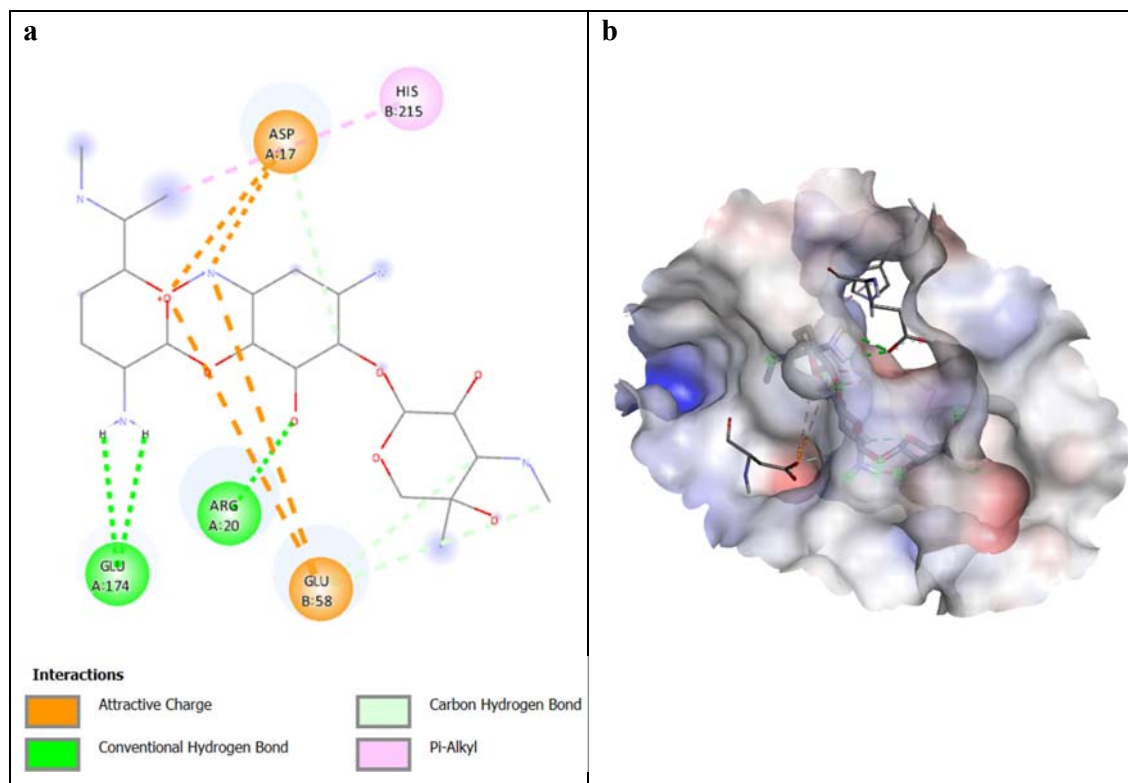 a
b
HIS
B:215
ASP
A:17
N
+O
N
N
O
O
O
O
H
N
H
O
N
O
ARG
A:20
GLU
A:174
GLU
B:58
Interactions
Attractive Charge
Carbon Hydrogen Bond
Conventional Hydrogen Bond
Pi-Alkyl